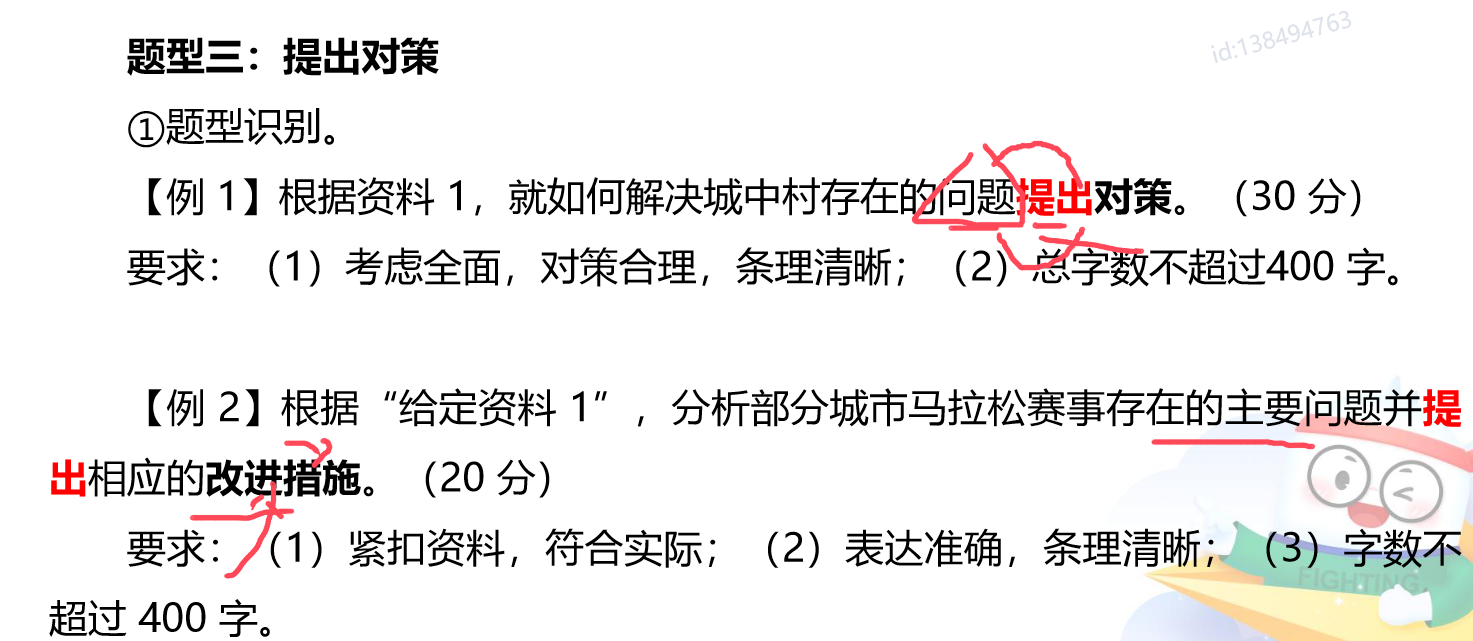 id:138494763
题型三：提出对策
①题型识别。
【例 1】根据资料 1，就如何解决城中村存在的问题提出对策。（30 分）
要求：（1）考虑全面，对策合理，条理清晰；（2）总字数不超过400 字。
【例 2】根据“给定资料 1”，分析部分城市马拉松赛事存在的主要问题并提
出相应的改进措施。（20 分）
要求：（1）紧扣资料，符合实际；（2）表达准确，条理清晰；（3）字数不
FIGHTING
超过 400 字。